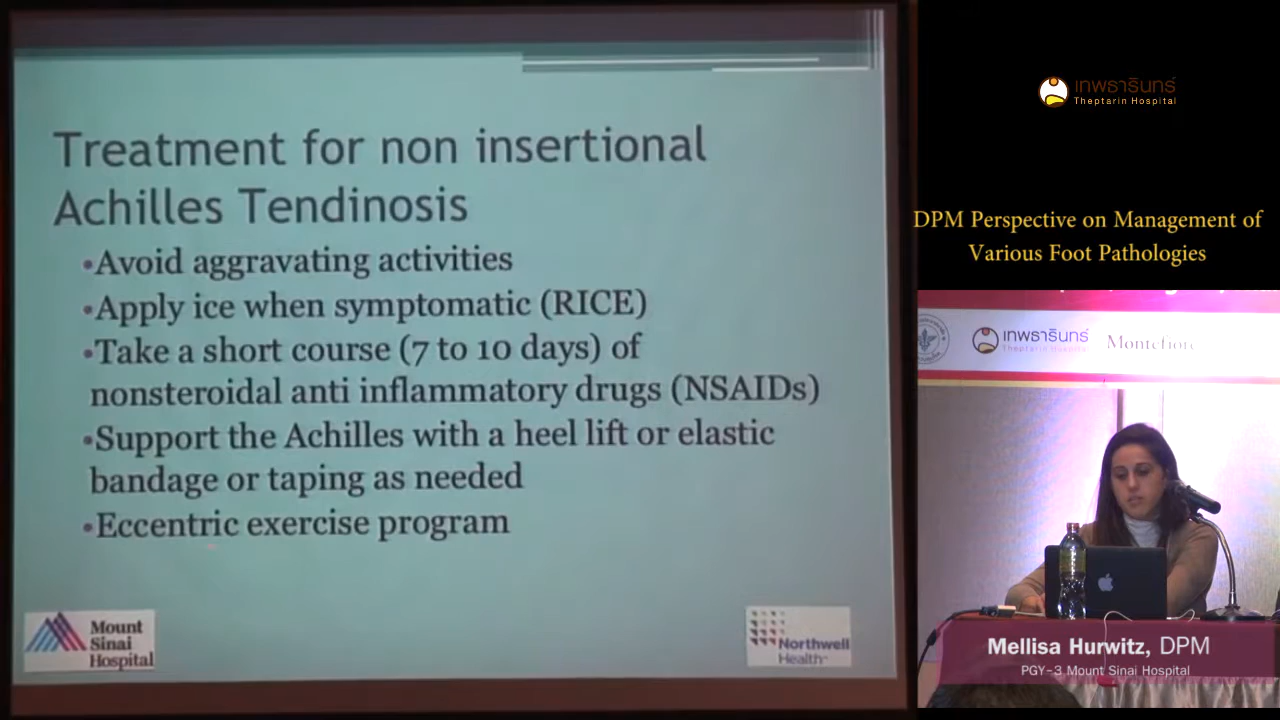 Treatment for non insertional
Achilles Tendinosis
•Avoid aggravating activities
•Apply ice when symptomatic (RICE)
•Take a short course (7 to 10 days) of
nonsteroidal anti inflammatory drugs (NSAIDs)
•Support the Achilles with a heel lift or elastic
bandage or taping as needed
•Eccentric exercise program
Mount
Sinai
Hospital
Northwell
Health
เทพธารินทร์
Theptarin Hospital
DPM Perspective on Management of
Various Foot Pathologies
เทพธารินทร์
Theptarin Hospital
Montefiore
Mellisa Hurwitz, DPM
PGY-3 Mount Sinai Hospital